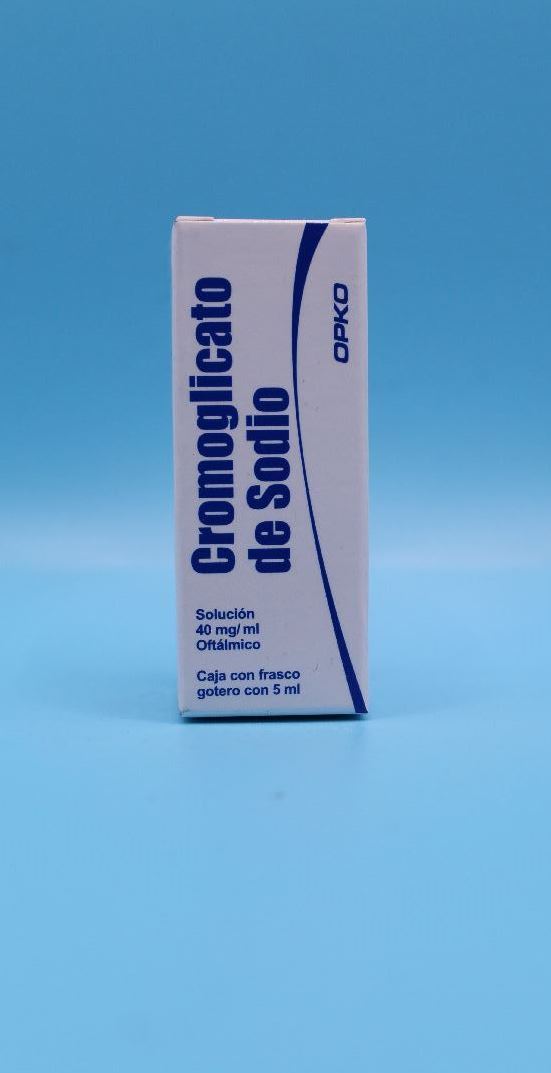 Cromoglicato
de Sodio
OPKO
Solución
40 mg/ ml
Oftálmico
Caja con frasco
gotero con 5 ml